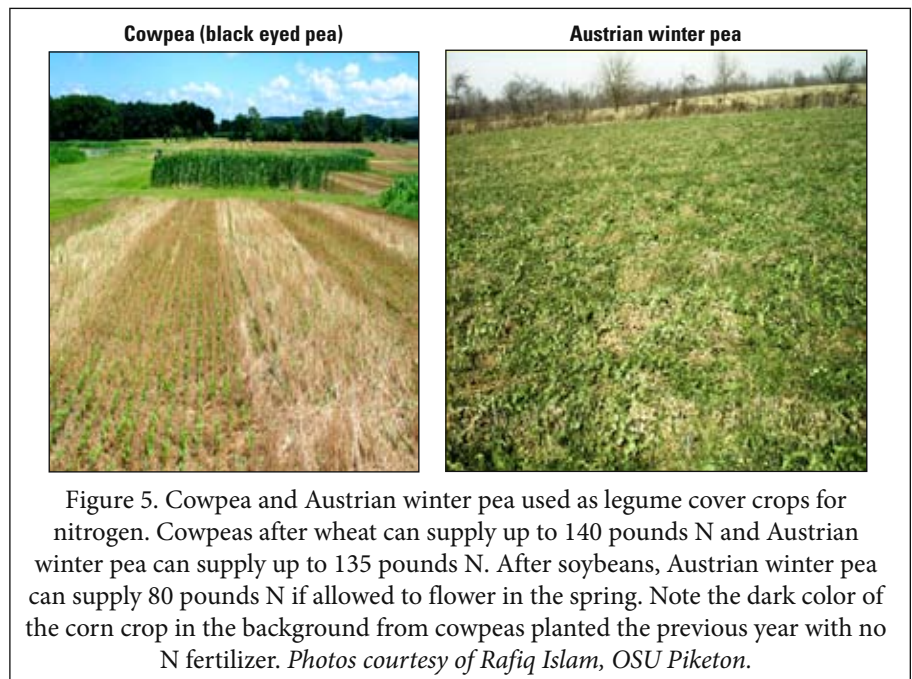 Cowpea (black eyed pea)
Austrian winter pea
Figure 5. Cowpea and Austrian winter pea used as legume cover crops for
nitrogen. Cowpeas after wheat can supply up to 140 pounds N and Austrian
winter pea can supply up to 135 pounds N. After soybeans, Austrian winter pea
can supply 80 pounds N if allowed to flower in the spring. Note the dark color of
the corn crop in the background from cowpeas planted the previous year with no
N fertilizer. Photos courtesy of Rafiq Islam, OSU Piketon.